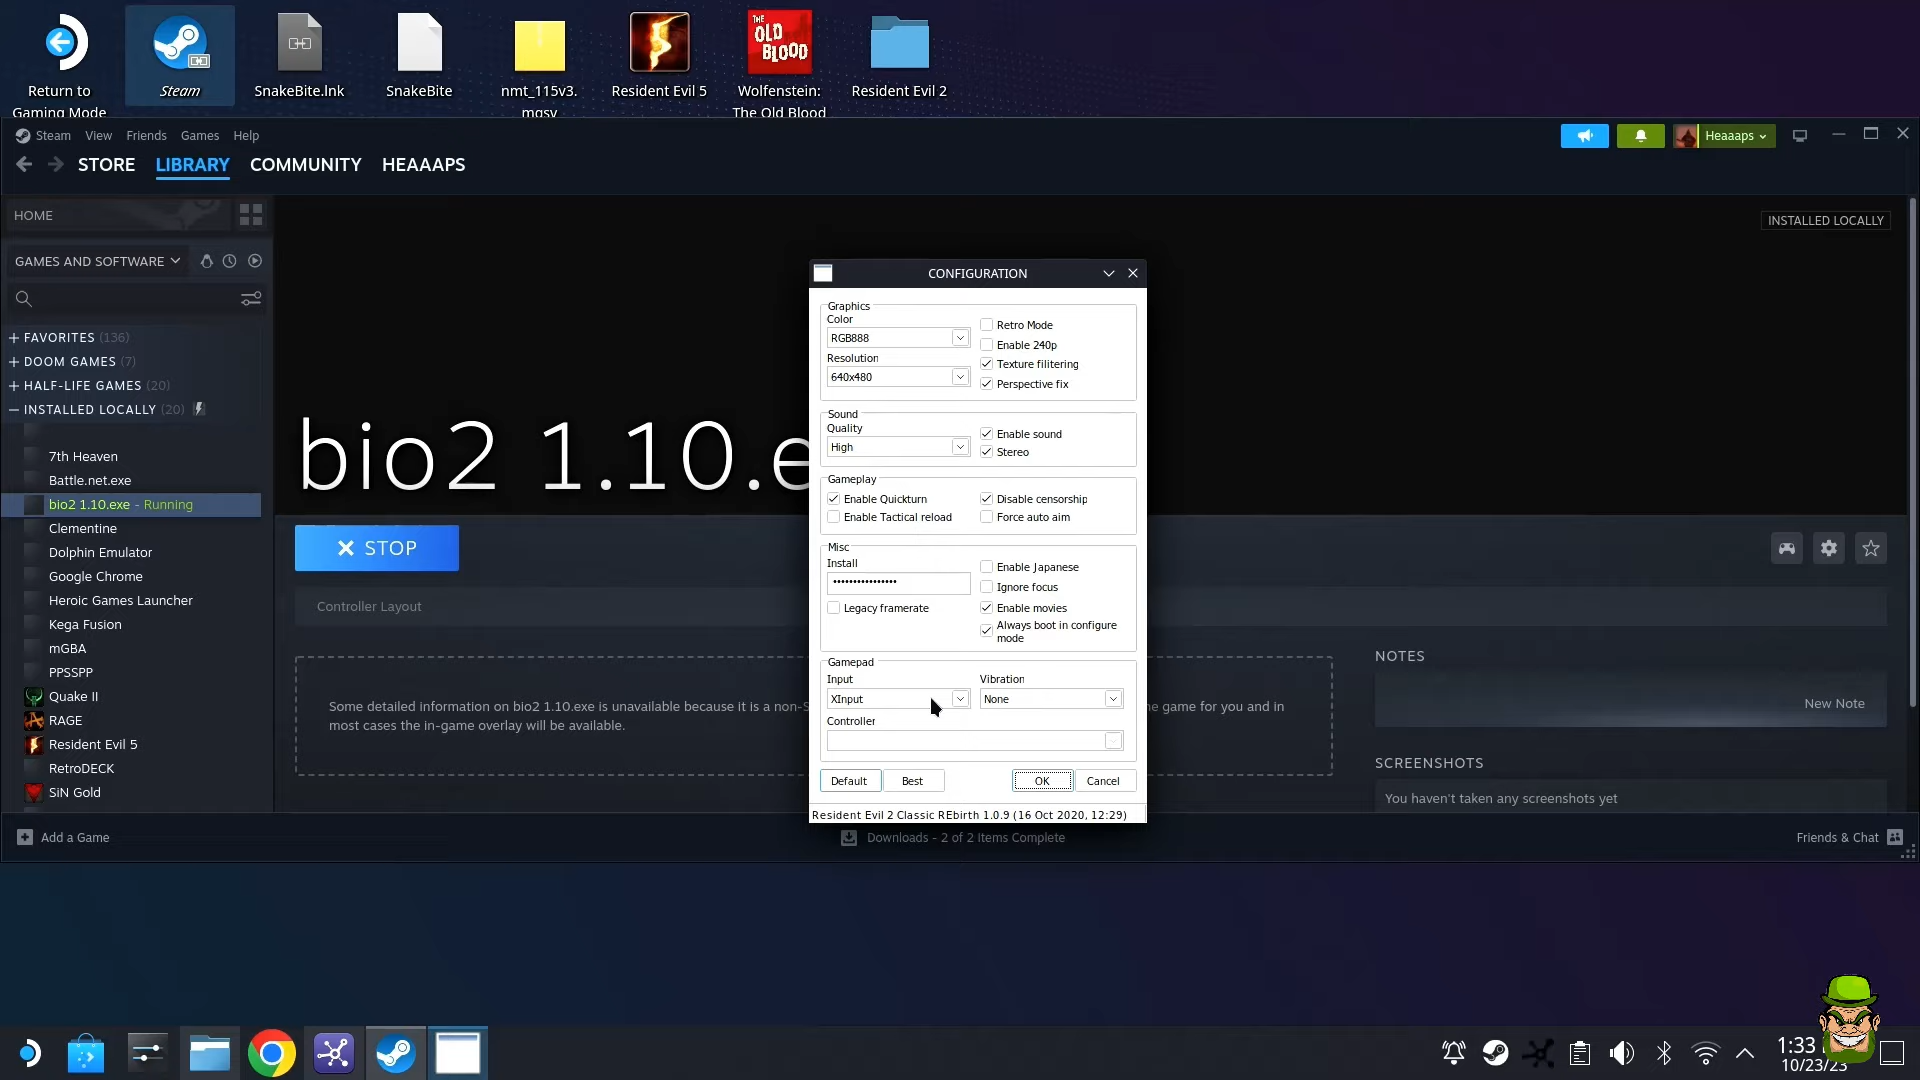 THE
OLD
BLOOD
Return to
Gaming Mode
Steam
SnakeBite.lnk
SnakeBite
nmt_115v3.
mgsv
Resident Evil 5
Wolfenstein:
The Old Blood
Resident Evil 2
Steam View Friends Games Help
Heaaaps
STORE LIBRARY COMMUNITY HEAAAPS
HOME
INSTALLED LOCALLY
GAMES AND SOFTWARE
FAVORITES (136)
DOOM GAMES (7)
HALF-LIFE GAMES (20)
INSTALLED LOCALLY (20)
7th Heaven
Battle.net.exe
bio2 1.10.exe - Running
Clementine
Dolphin Emulator
Google Chrome
Heroic Games Launcher
Kega Fusion
mGBA
PPSSPP
Quake II
RAGE
Resident Evil 5
RetroDECK
SiN Gold
bio2 1.10.e
STOP
Controller Layout
Some detailed information on bio2 1.10.exe is unavailable because it is a non-S
e game for you and in
most cases the in-game overlay will be available.
NOTES
New Note
SCREENSHOTS
You haven't taken any screenshots yet
CONFIGURATION
Graphics
Color
RGB888
Resolution
640x480
Retro Mode
Enable 240p
Texture filitering
Perspective fix
Sound
Quality
High
Enable sound
Stereo
Gameplay
Enable Quickturn
Disable censorship
Enable Tactical reload
Force auto aim
Misc
Install
••••••••••••••••
Legacy framerate
Enable Japanese
Ignore focus
Enable movies
Always boot in configure
mode
Gamepad
Input
XInput
Vibration
None
Controller
Default
Best
OK
Cancel
Resident Evil 2 Classic REbirth 1.0.9 (16 Oct 2020, 12:29)
Add a Game
Downloads - 2 of 2 Items Complete
Friends & Chat
1:33
10/23/23